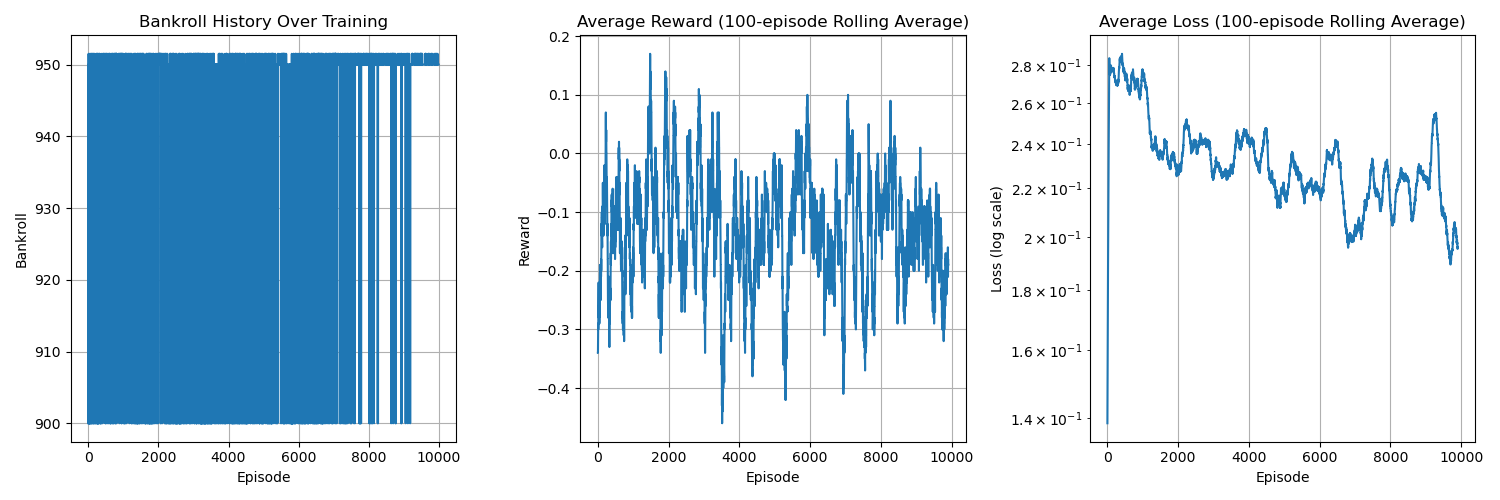 Bankroll History Over Training
950
940
930
920
910
900
Bankroll
0 2000 4000 6000 8000 10000
Episode
Average Reward (100-episode Rolling Average)
0.2
0.1
0.0
−0.1
−0.2
−0.3
−0.4
Reward
0 2000 4000 6000 8000 10000
Episode
Average Loss (100-episode Rolling Average)
2.8 × 10⁻¹
2.6 × 10⁻¹
2.4 × 10⁻¹
2.2 × 10⁻¹
2 × 10⁻¹
1.8 × 10⁻¹
1.6 × 10⁻¹
1.4 × 10⁻¹
Loss (log scale)
0 2000 4000 6000 8000 10000
Episode